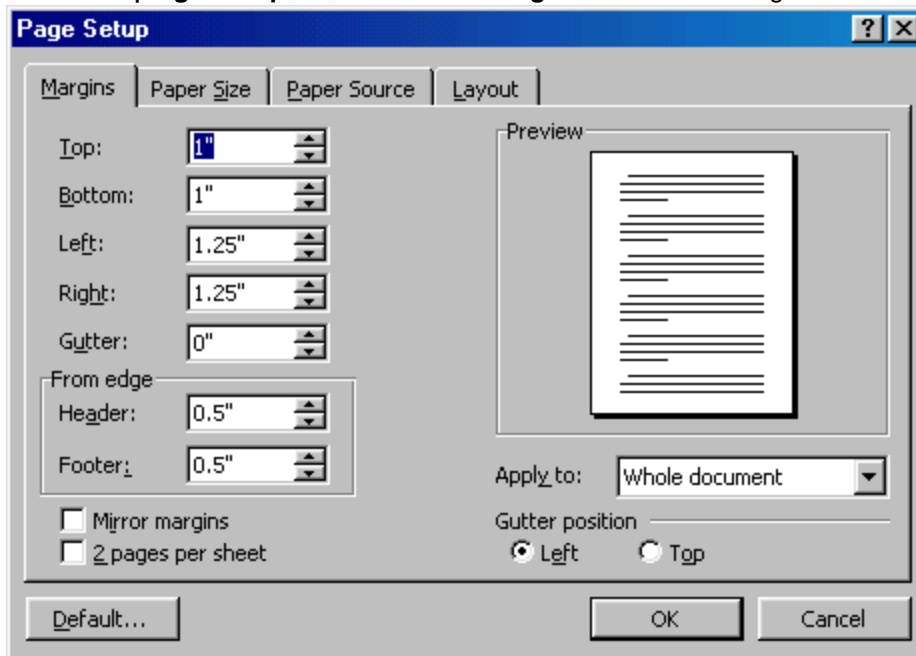 Page Setup
Margins Paper Size Paper Source Layout
Top: 1"
Bottom: 1"
Left: 1.25"
Right: 1.25"
Gutter: 0"
From edge
Header: 0.5"
Footer: 0.5"
Mirror margins
2 pages per sheet
Preview
Apply to: Whole document
Gutter position
Left Top
Default... OK Cancel